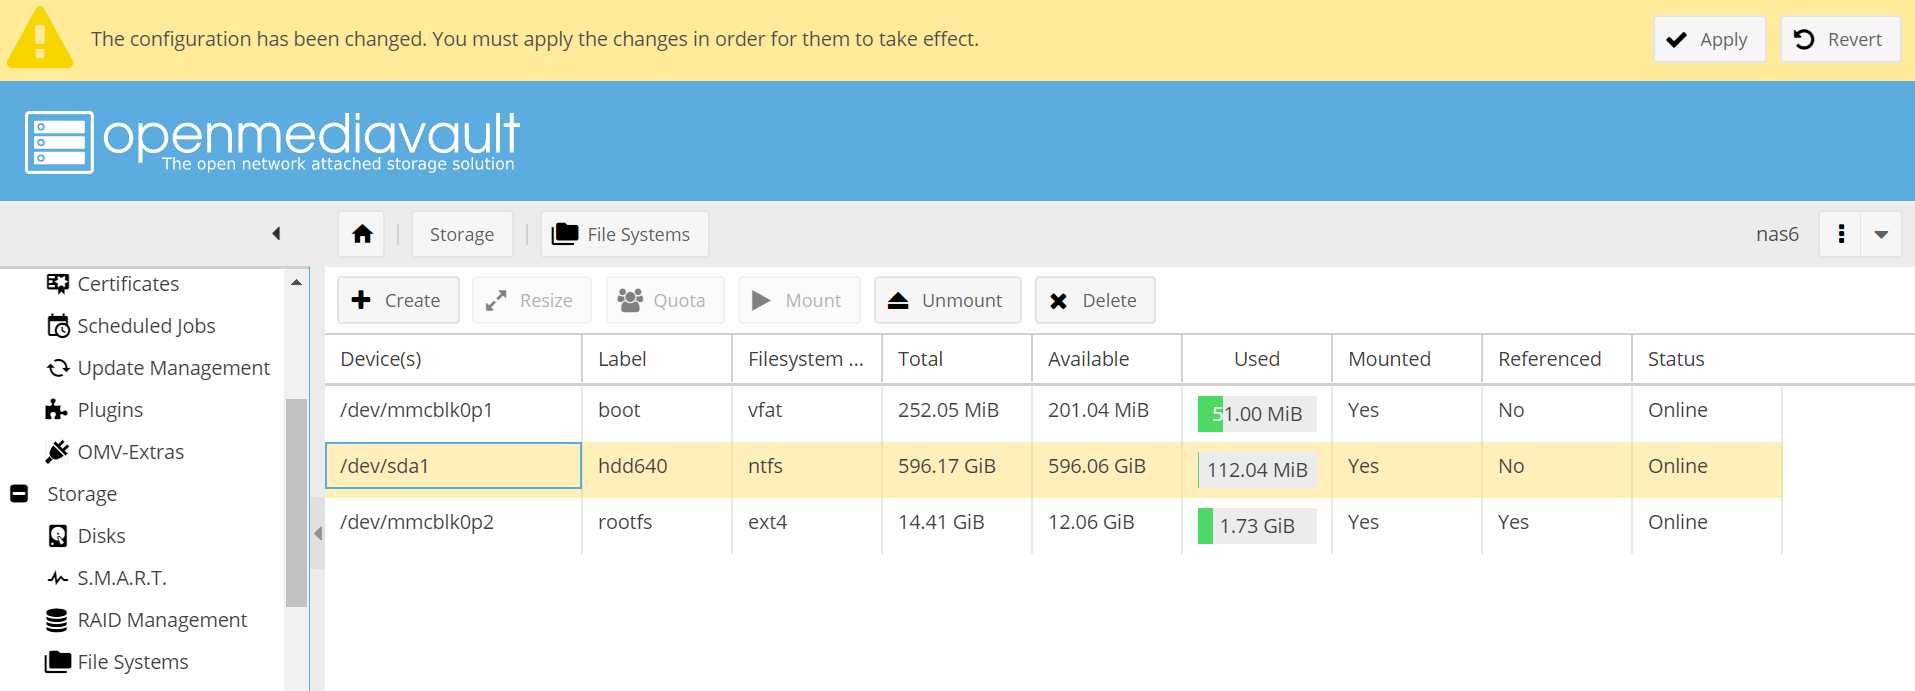 The configuration has been changed. You must apply the changes in order for them to take effect.
Apply
Revert
openmediavault
The open network attached storage solution
Storage
File Systems
nas6
Certificates
Scheduled Jobs
Update Management
Plugins
OMV-Extras
Storage
Disks
S.M.A.R.T.
RAID Management
File Systems
Create
Resize
Quota
Mount
Unmount
Delete
Device(s) Label Filesystem ... Total Available Used Mounted Referenced Status
/dev/mmcblk0p1 boot vfat 252.05 MiB 201.04 MiB 51.00 MiB Yes No Online
/dev/sda1 hdd640 ntfs 596.17 GiB 596.06 GiB 112.04 MiB Yes No Online
/dev/mmcblk0p2 rootfs ext4 14.41 GiB 12.06 GiB 1.73 GiB Yes Yes Online